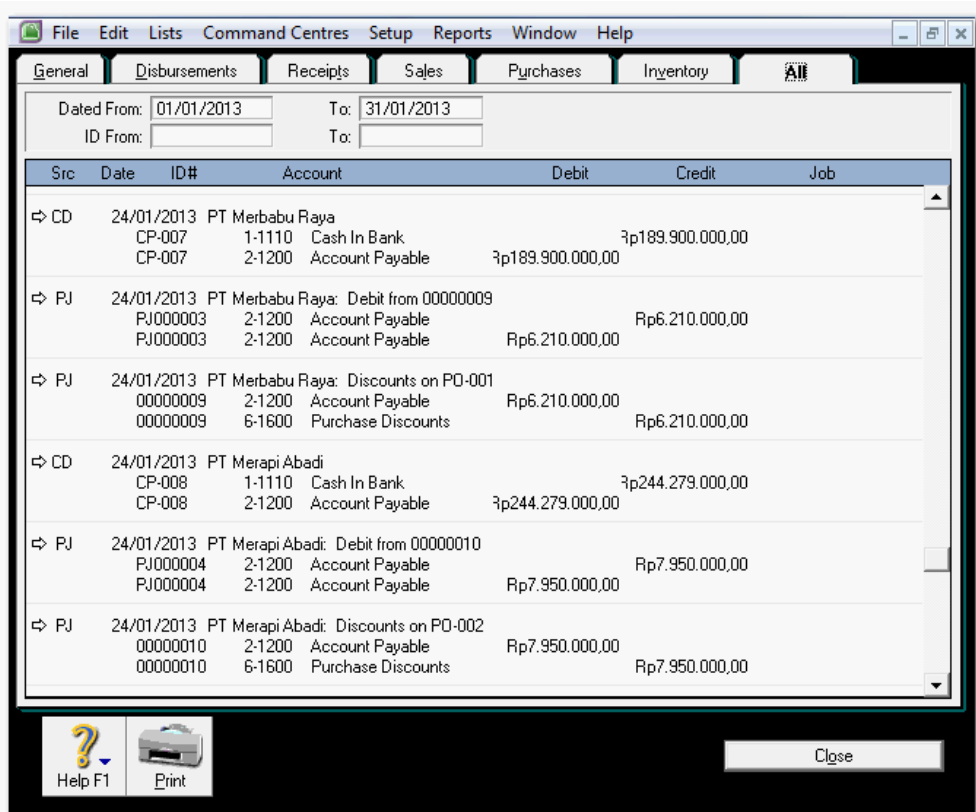 File Edit Lists Command Centres Setup Reports Window Help
General Disbursements Receipts Sales Purchases Inventory All
Dated From: 01/01/2013 To: 31/01/2013
ID From: To:
Src Date ID# Account Debit Credit Job
CD 24/01/2013 PT Merbabu Raya
CP-007 1-1110 Cash In Bank Rp189.900.000,00
CP-007 2-1200 Account Payable Rp189.900.000,00
PJ 24/01/2013 PT Merbabu Raya: Debit from 00000009
PJ000003 2-1200 Account Payable Rp6.210.000,00
PJ000003 2-1200 Account Payable Rp6.210.000,00
PJ 24/01/2013 PT Merbabu Raya: Discounts on PO-001
00000009 2-1200 Account Payable Rp6.210.000,00
00000009 6-1600 Purchase Discounts Rp6.210.000,00
CD 24/01/2013 PT Merapi Abadi
CP-008 1-1110 Cash In Bank Rp244.279.000,00
CP-008 2-1200 Account Payable Rp244.279.000,00
PJ 24/01/2013 PT Merapi Abadi: Debit from 00000010
PJ000004 2-1200 Account Payable Rp7.950.000,00
PJ000004 2-1200 Account Payable Rp7.950.000,00
PJ 24/01/2013 PT Merapi Abadi: Discounts on PO-002
00000010 2-1200 Account Payable Rp7.950.000,00
00000010 6-1600 Purchase Discounts Rp7.950.000,00
Help F1 Print Close